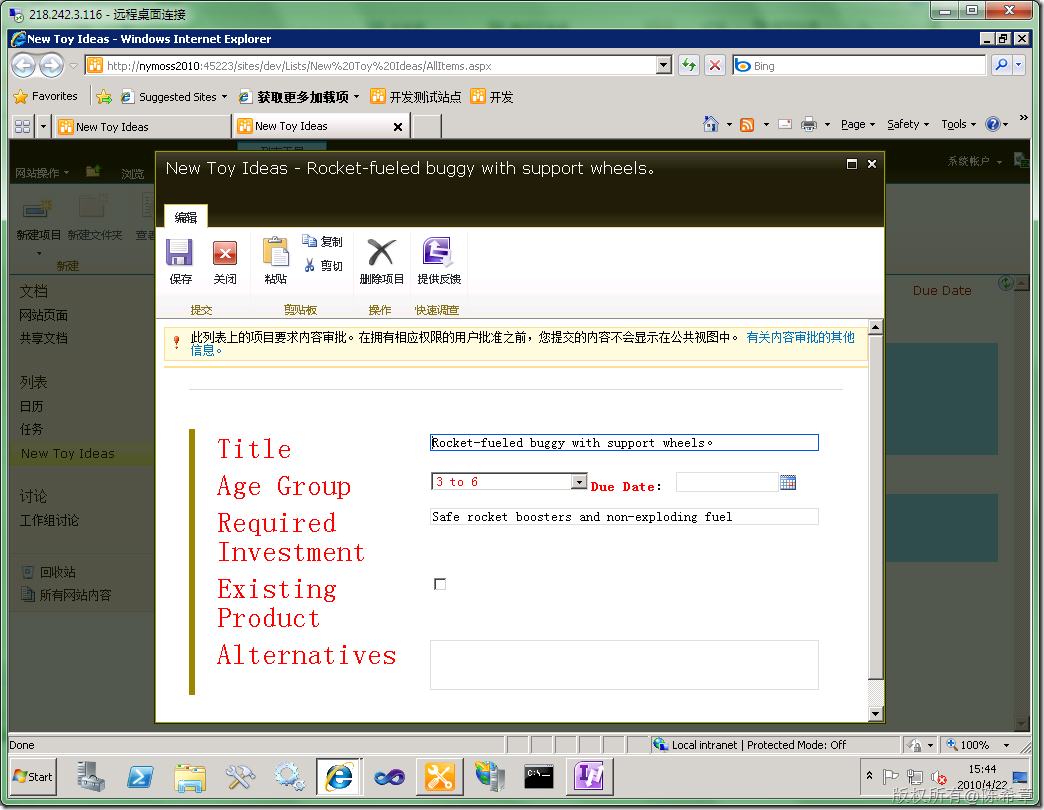 218.242.3.116 - 远程桌面连接
New Toy Ideas - Windows Internet Explorer
http://nymoss2010:45223/sites/dev/Lists/New%20Toy%20Ideas/AllItems.aspx
Bing
Favorites
Suggested Sites
获取更多加载项
开发测试站点
开发
New Toy Ideas
New Toy Ideas
Page
Safety
Tools
网站操作
浏览
系统帐户
New Toy Ideas - Rocket-fueled buggy with support wheels。
编辑
新建项目
新建文件夹
查看
新建
保存
关闭
粘贴
复制
剪切
删除项目
提供反馈
提交
剪贴板
操作
快速调查
此列表上的项目要求内容审批。在拥有相应权限的用户批准之前，您提交的内容不会显示在公共视图中。 有关内容审批的其他
信息。
文档
网站页面
共享文档
列表
日历
任务
New Toy Ideas
讨论
工作组讨论
回收站
所有网站内容
Due Date
Title
Rocket-fueled buggy with support wheels。
Age Group
3 to 6
Due Date:
Required
Investment
Safe rocket boosters and non-exploding fuel
Existing
Product
Alternatives
Done
Local intranet | Protected Mode: Off
100%
Start
C:\_
15:44
2010/4/22
版权所有@陈希章